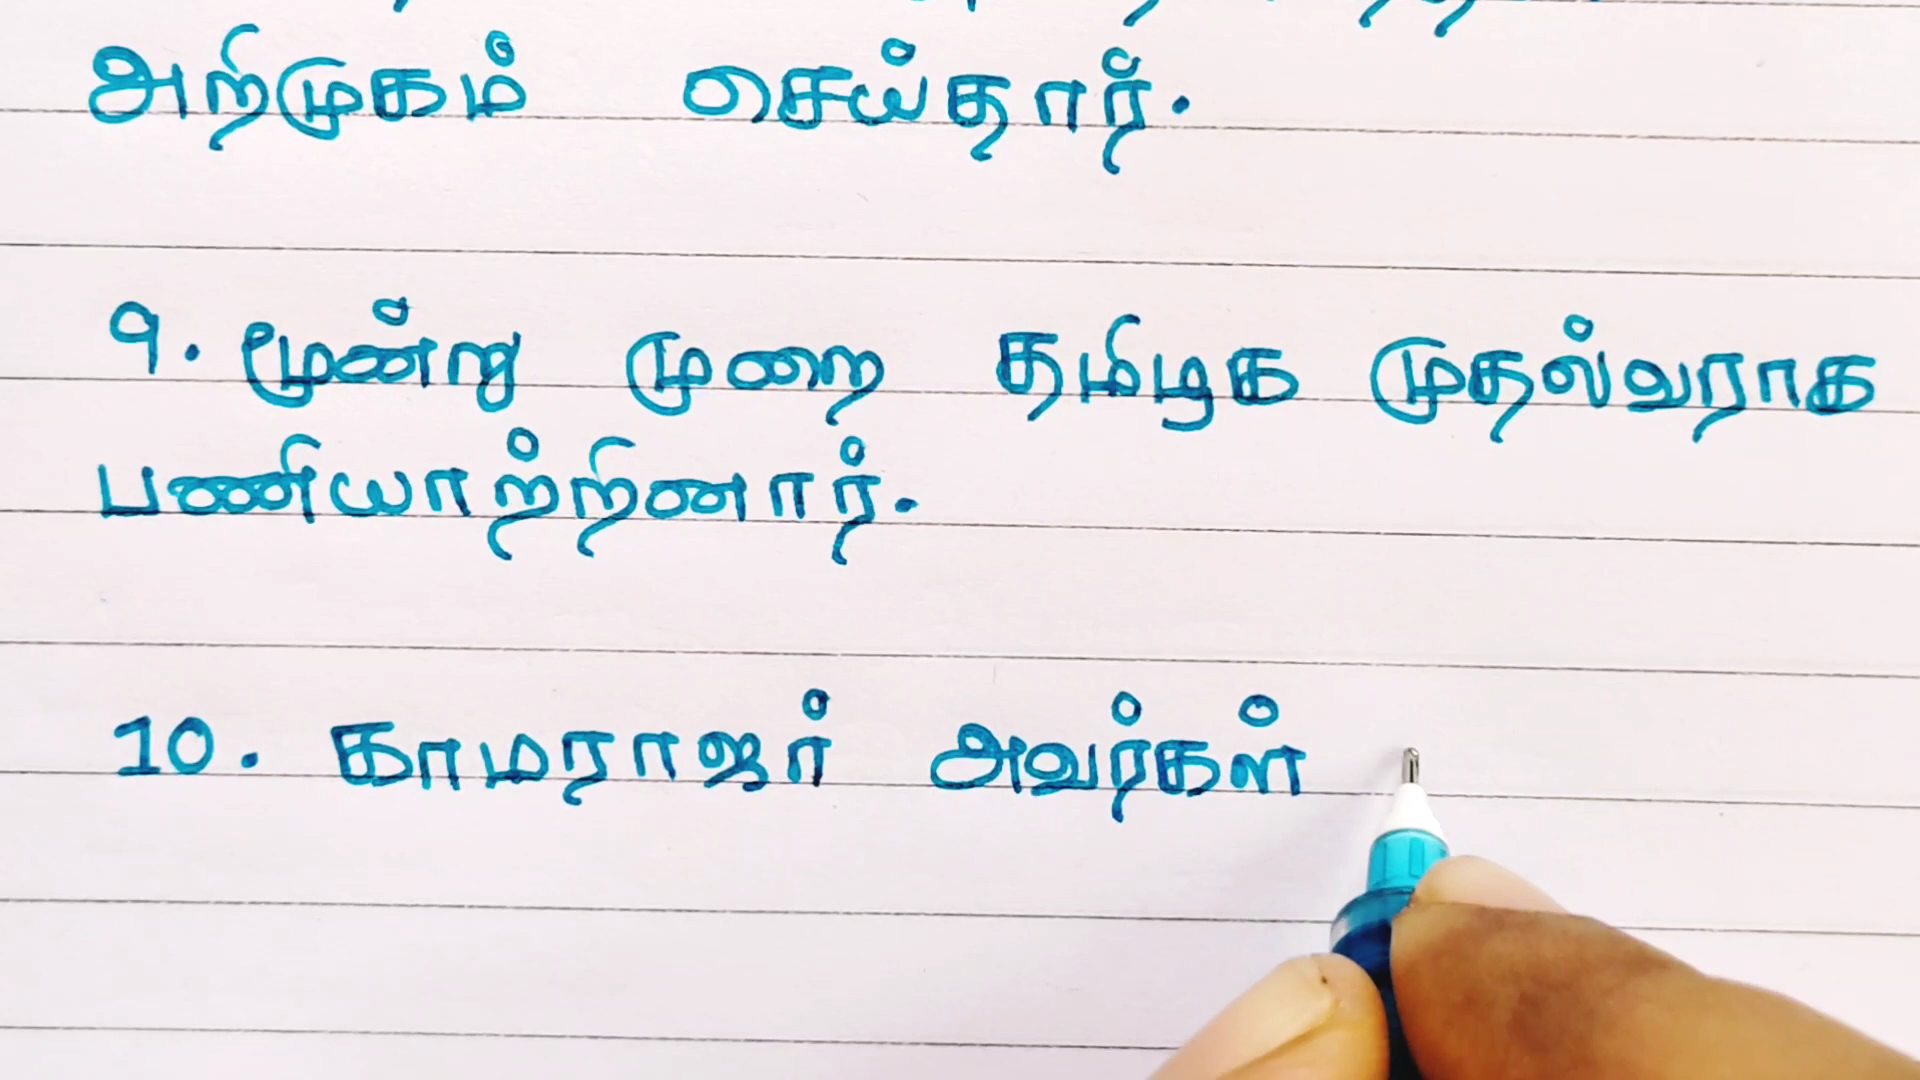 அறிமுகம் செய்தார்.
9. மூன்று முறை தமிழக முதல்வராக
பணியாற்றினார்.
10. காமராஜர் அவர்கள்